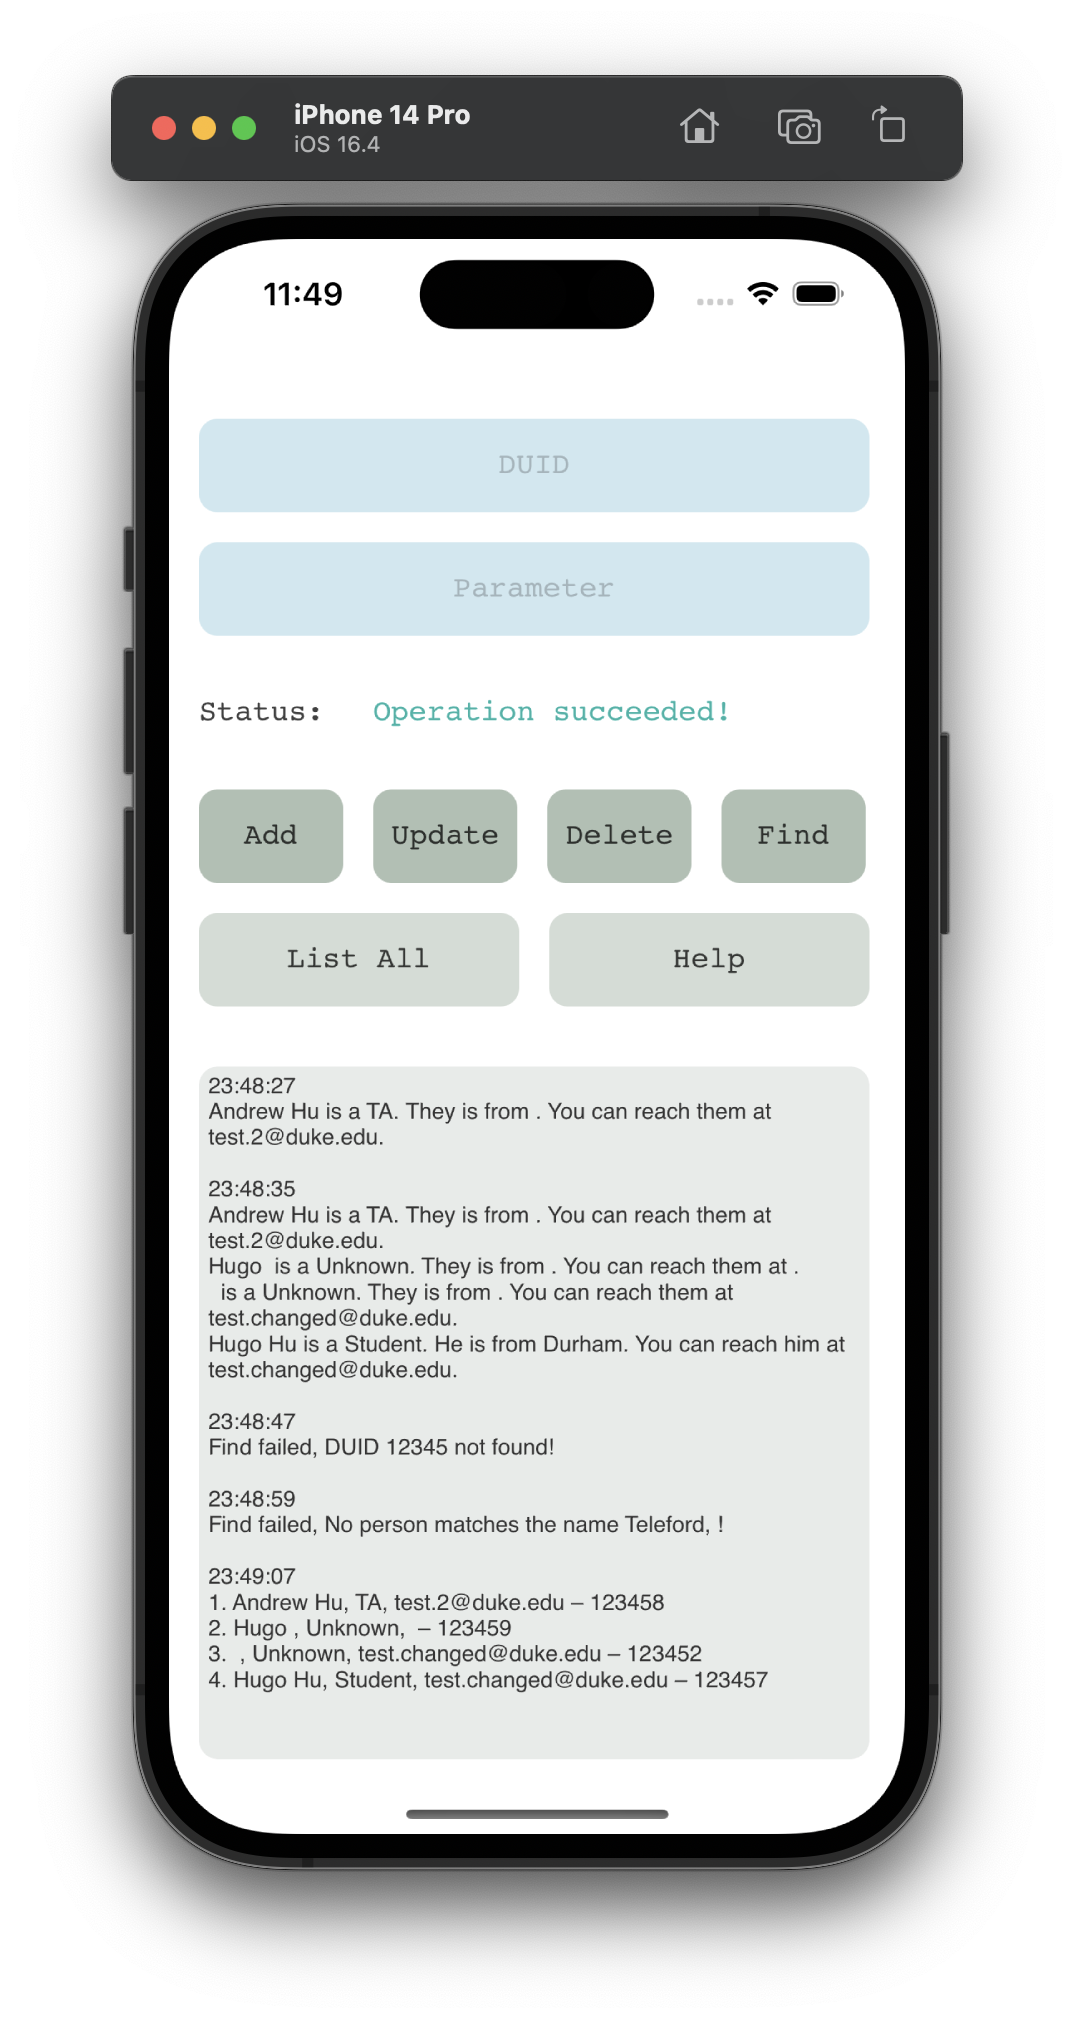 iPhone 14 Pro
iOS 16.4
11:49
DUID
Parameter
Status: Operation succeeded!
Add Update Delete Find
List All Help
23:48:27
Andrew Hu is a TA. They is from . You can reach them at
test.2@duke.edu.
23:48:35
Andrew Hu is a TA. They is from . You can reach them at
test.2@duke.edu.
Hugo  is a Unknown. They is from . You can reach them at .
  is a Unknown. They is from . You can reach them at
test.changed@duke.edu.
Hugo Hu is a Student. He is from Durham. You can reach him at
test.changed@duke.edu.
23:48:47
Find failed, DUID 12345 not found!
23:48:59
Find failed, No person matches the name Teleford, !
23:49:07
1. Andrew Hu, TA, test.2@duke.edu – 123458
2. Hugo , Unknown,  – 123459
3.  , Unknown, test.changed@duke.edu – 123452
4. Hugo Hu, Student, test.changed@duke.edu – 123457